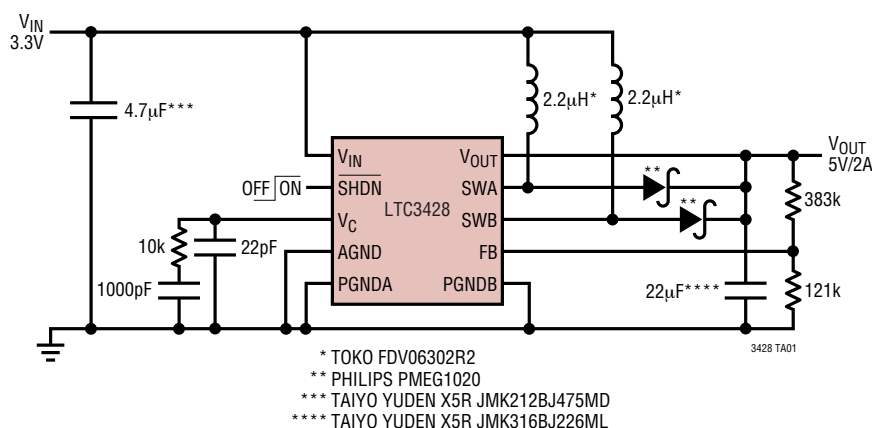 VIN
3.3V
4.7µF***
2.2µH*
2.2µH*
VOUT
5V/2A
OFF ON
VIN
SHDN
VC
AGND
PGNDA
LTC3428
VOUT
SWA
SWB
FB
PGNDB
**
**
383k
121k
10k
22pF
1000pF
22µF****
3428 TA01
* TOKO FDV06302R2
** PHILIPS PMEG1020
*** TAIYO YUDEN X5R JMK212BJ475MD
**** TAIYO YUDEN X5R JMK316BJ226ML